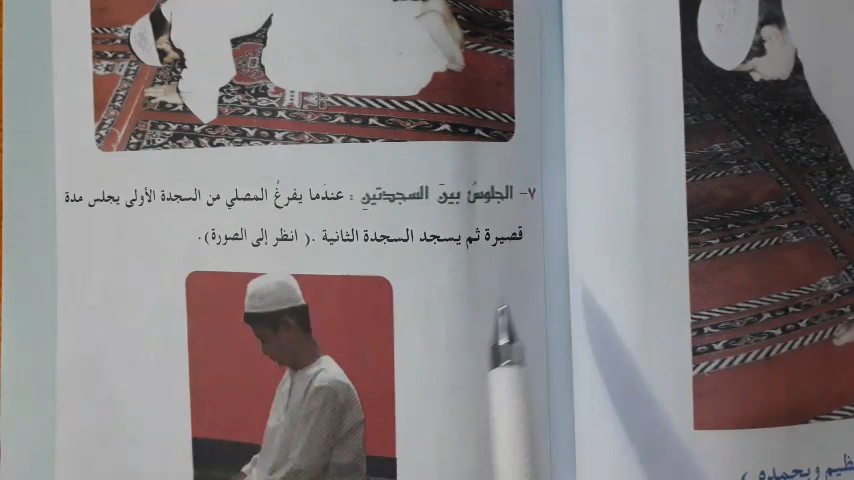 ٧- الجلوسُ بينَ السجدتينِ : عندَما يفرغُ المصلي من السجدة الأولى يجلس مدة
قصيرة ثم يسجد السجدة الثانية .( انظر إلى الصورة).
وبحمده )